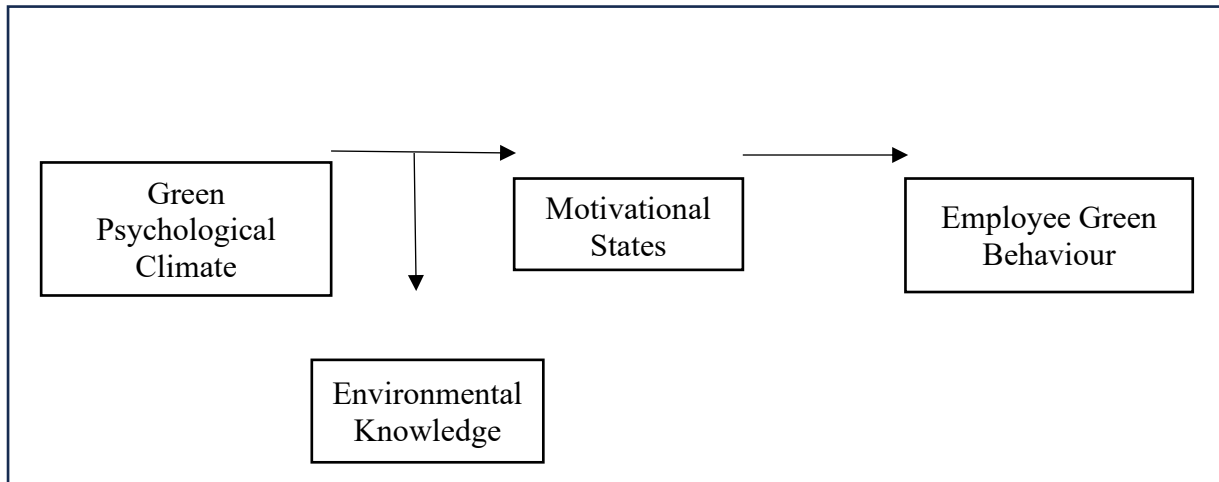 Green
Psychological
Climate
Motivational
States
Employee Green
Behaviour
Environmental
Knowledge